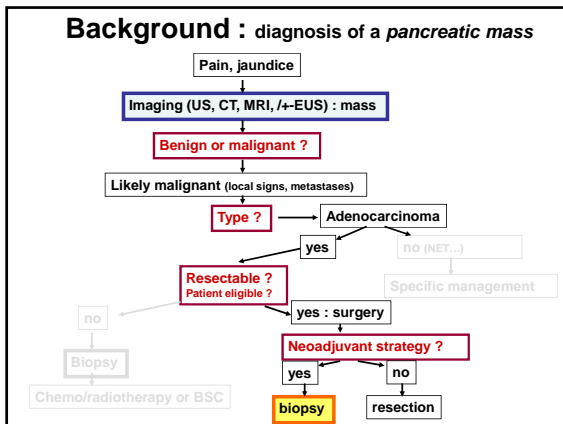 Background : diagnosis of a pancreatic mass
Pain, jaundice
Imaging (US, CT, MRI, /+-EUS) : mass
Benign or malignant ?
Likely malignant (local signs, metastases)
Type ?
Adenocarcinoma
yes
no (NET...)
Resectable ?
Patient eligible ?
Specific management
no
yes : surgery
Biopsy
Neoadjuvant strategy ?
yes
no
Chemo/radiotherapy or BSC
biopsy
resection